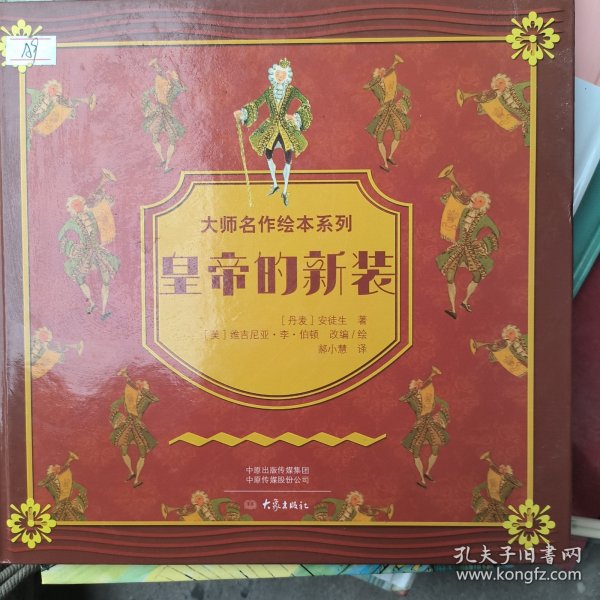 A9
大师名作绘本系列
皇帝的新装
[丹麦]安徒生 著
[美]维吉尼亚·李·伯顿 改编/绘
郝小慧 译
中原出版传媒集团
中原传媒股份公司
大象出版社
孔夫子旧书网
www.kongfz.com